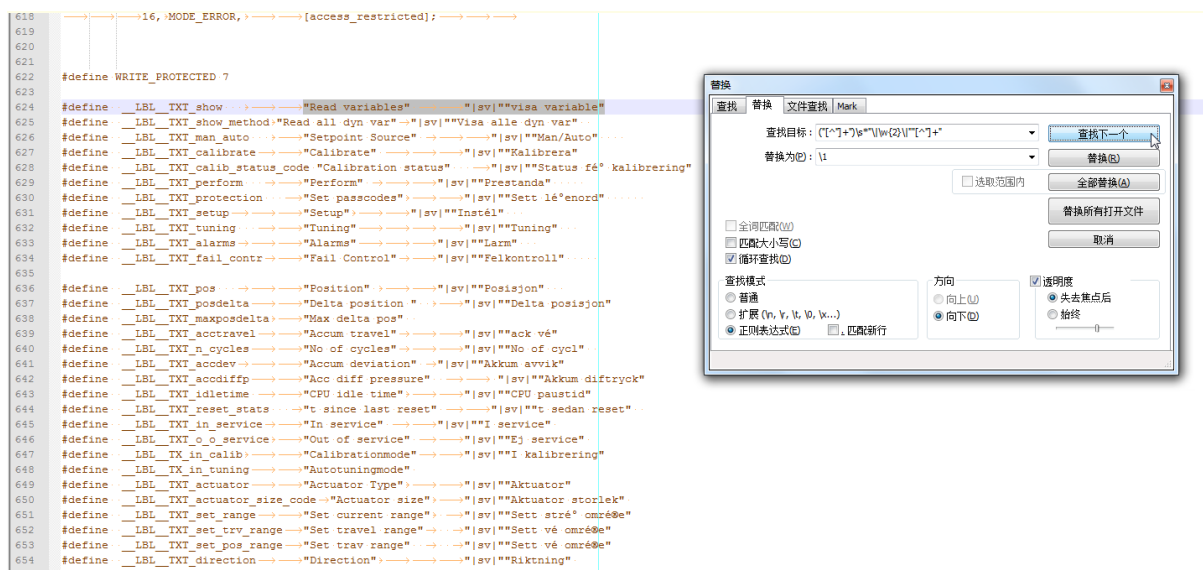 618 16, MODE_ERROR, [access_restricted];
619
620
621
622 #define WRITE_PROTECTED 7
623
624 #define __LBL__TXT_show "Read variables" "|sv|""visa variable"
625 #define __LBL__TXT_show_method "Read all dyn var" "|sv|""Visa alle dyn var"
626 #define __LBL__TXT_man_auto "Setpoint Source" "|sv|""Man/Auto"
627 #define __LBL__TXT_calibrate "Calibrate" "|sv|""Kalibrera"
628 #define __LBL__TXT_calib_status_code "Calibration status" "|sv|""Status fé° kalibrering"
629 #define __LBL__TXT_perform "Perform" "|sv|""Prestanda"
630 #define __LBL__TXT_protection "Set passcodes" "|sv|""Sett lé°enord"
631 #define __LBL__TXT_setup "Setup" "|sv|""Instél"
632 #define __LBL__TXT_tuning "Tuning" "|sv|""Tuning"
633 #define __LBL__TXT_alarms "Alarms" "|sv|""Larm"
634 #define __LBL__TXT_fail_contr "Fail Control" "|sv|""Felkontroll"
635
636 #define __LBL__TXT_pos "Position" "|sv|""Posisjon"
637 #define __LBL__TXT_posdelta "Delta position " "|sv|""Delta posisjon"
638 #define __LBL__TXT_maxposdelta "Max delta pos"
639 #define __LBL__TXT_acctravel "Accum travel" "|sv|""ack vé"
640 #define __LBL__TXT_n_cycles "No of cycles" "|sv|""No of cycl"
641 #define __LBL__TXT_accdev "Accum deviation" "|sv|""Akkum avvik"
642 #define __LBL__TXT_accdiffp "Acc diff pressure" "|sv|""Akkum diftryck"
643 #define __LBL__TXT_idletime "CPU idle time" "|sv|""CPU paustid"
644 #define __LBL__TXT_reset_stats "t since last reset" "|sv|""t sedan reset"
645 #define __LBL__TXT_in_service "In service" "|sv|""I service"
646 #define __LBL__TXT_o_o_service "Out of service" "|sv|""Ej service"
647 #define __LBL__TX_in_calib "Calibrationmode" "|sv|""I kalibrering"
648 #define __LBL__TX_in_tuning "Autotuningmode"
649 #define __LBL__TXT_actuator "Actuator Type" "|sv|""Aktuator"
650 #define __LBL__TXT_actuator_size_code "Actuator size" "|sv|""Aktuator storlek"
651 #define __LBL__TXT_set_range "Set current range" "|sv|""Sett stré° omré®e"
652 #define __LBL__TXT_set_trv_range "Set travel range" "|sv|""Sett vé omré®e"
653 #define __LBL__TXT_set_pos_range "Set trav range" "|sv|""Sett vé omré®e"
654 #define __LBL__TXT_direction "Direction" "|sv|""Riktning"
替换
查找 替换 文件查找 Mark
查找目标: ("[^"]+")\s*"\|\w{2}\|""[^"]+" 查找下一个
替换为(P): \1 替换(R)
选取范围内 全部替换(A)
替换所有打开文件
全词匹配(W) 取消
匹配大小写(C)
循环查找(D)
查找模式 方向 透明度
普通 向上(U) 失去焦点后
扩展 (\n, \r, \t, \0, \x...) 向下(D) 始终
正则表达式(E) . 匹配新行